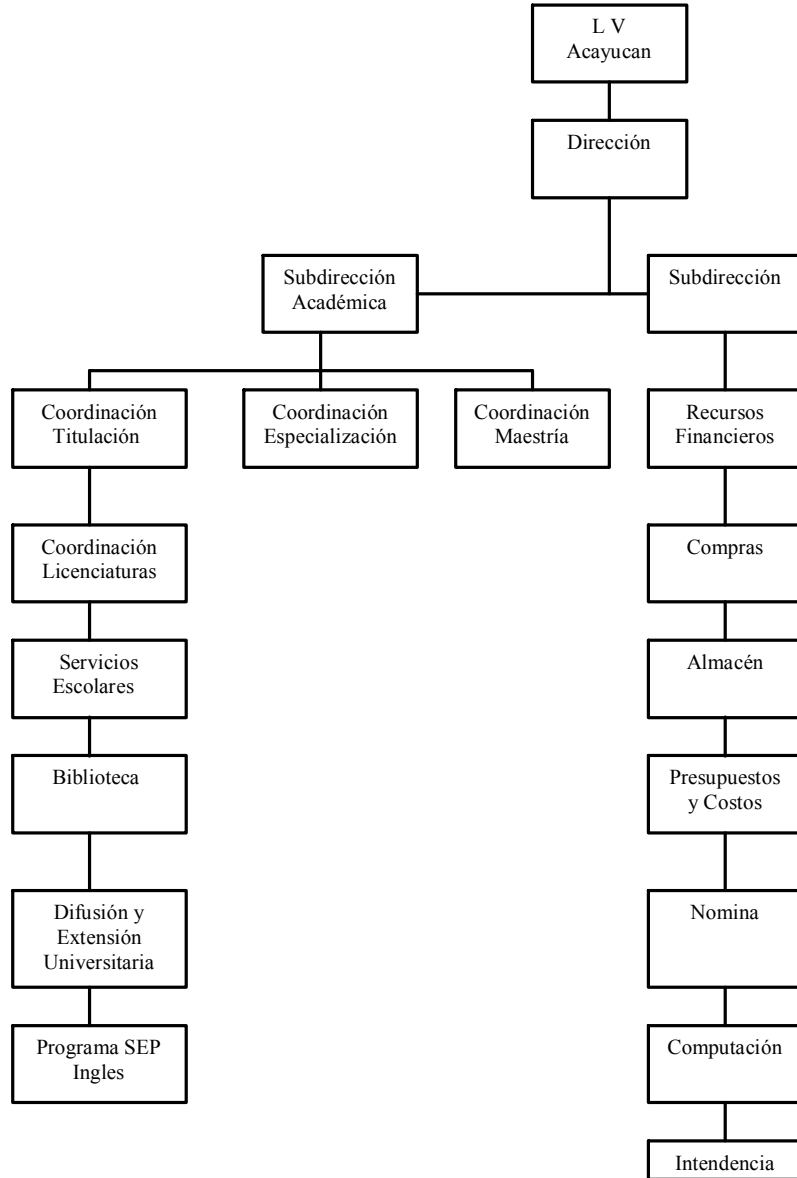 L V
Acayucan
Dirección
Subdirección
Académica
Subdirección
Coordinación
Titulación
Coordinación
Especialización
Coordinación
Maestría
Recursos
Financieros
Coordinación
Licenciaturas
Compras
Servicios
Escolares
Almacén
Biblioteca
Presupuestos
y Costos
Difusión y
Extensión
Universitaria
Nomina
Programa SEP
Ingles
Computación
Intendencia